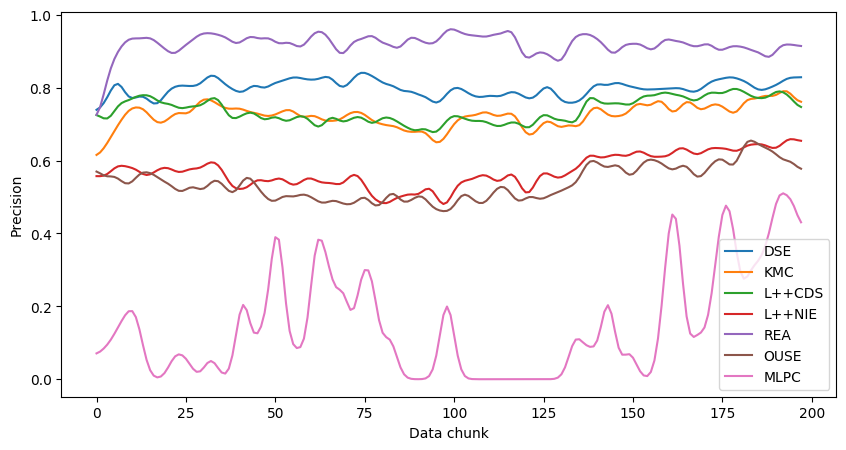 1.0
0.8
0.6
0.4
0.2
0.0
Precision
0
25
50
75
100
125
150
175
200
Data chunk
DSE
KMC
L++CDS
L++NIE
REA
OUSE
MLPC